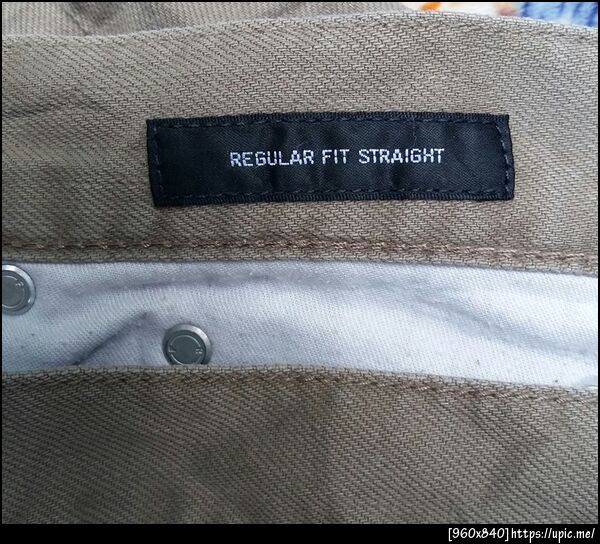 REGULAR FIT STRAIGHT
[960x840]https://upic.me/